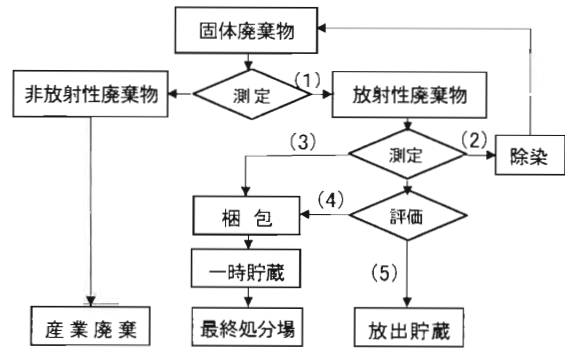 固体廃棄物
非放射性廃棄物
測定
(1)
放射性廃棄物
(3)
測定
(2)
除染
梱包
(4)
評価
一時貯蔵
(5)
産業廃棄
最終処分場
放出貯蔵